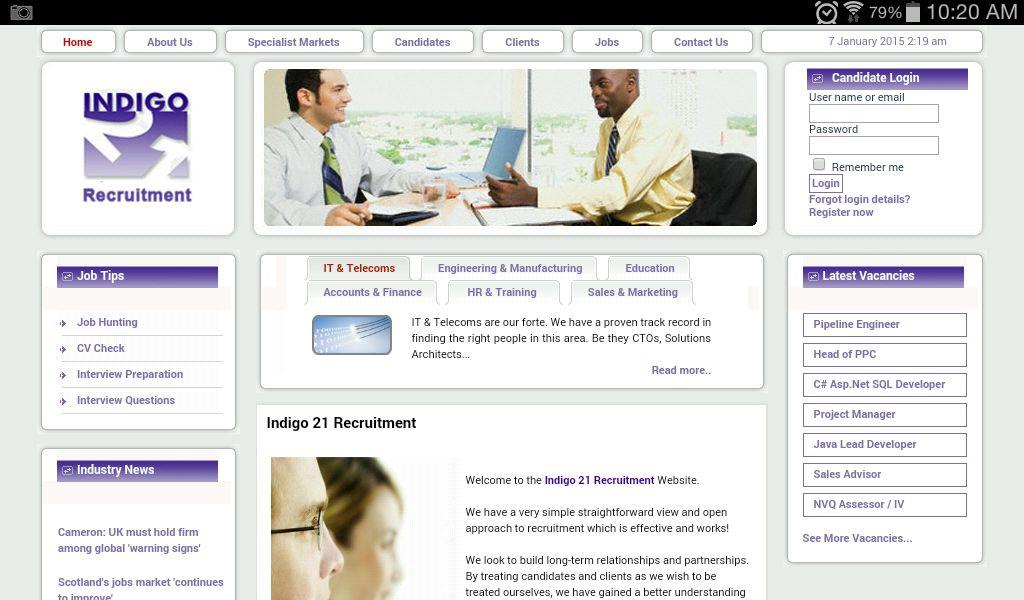 79% 10:20 AM
Home About Us Specialist Markets Candidates Clients Jobs Contact Us 7 January 2015 2:19 am
INDIGO
Recruitment
Candidate Login
User name or email
Password
Remember me
Login
Forgot login details?
Register now
Job Tips
Job Hunting
CV Check
Interview Preparation
Interview Questions
Industry News
Cameron: UK must hold firm
among global 'warning signs'
Scotland's jobs market 'continues
to improve'
IT & Telecoms Engineering & Manufacturing Education
Accounts & Finance HR & Training Sales & Marketing
IT & Telecoms are our forte. We have a proven track record in
finding the right people in this area. Be they CTOs, Solutions
Architects...
Read more..
Indigo 21 Recruitment
Welcome to the Indigo 21 Recruitment Website.
We have a very simple straightforward view and open
approach to recruitment which is effective and works!
We look to build long-term relationships and partnerships.
By treating candidates and clients as we wish to be
treated ourselves, we have gained a better understanding
Latest Vacancies
Pipeline Engineer
Head of PPC
C# Asp.Net SQL Developer
Project Manager
Java Lead Developer
Sales Advisor
NVQ Assessor / IV
See More Vacancies...